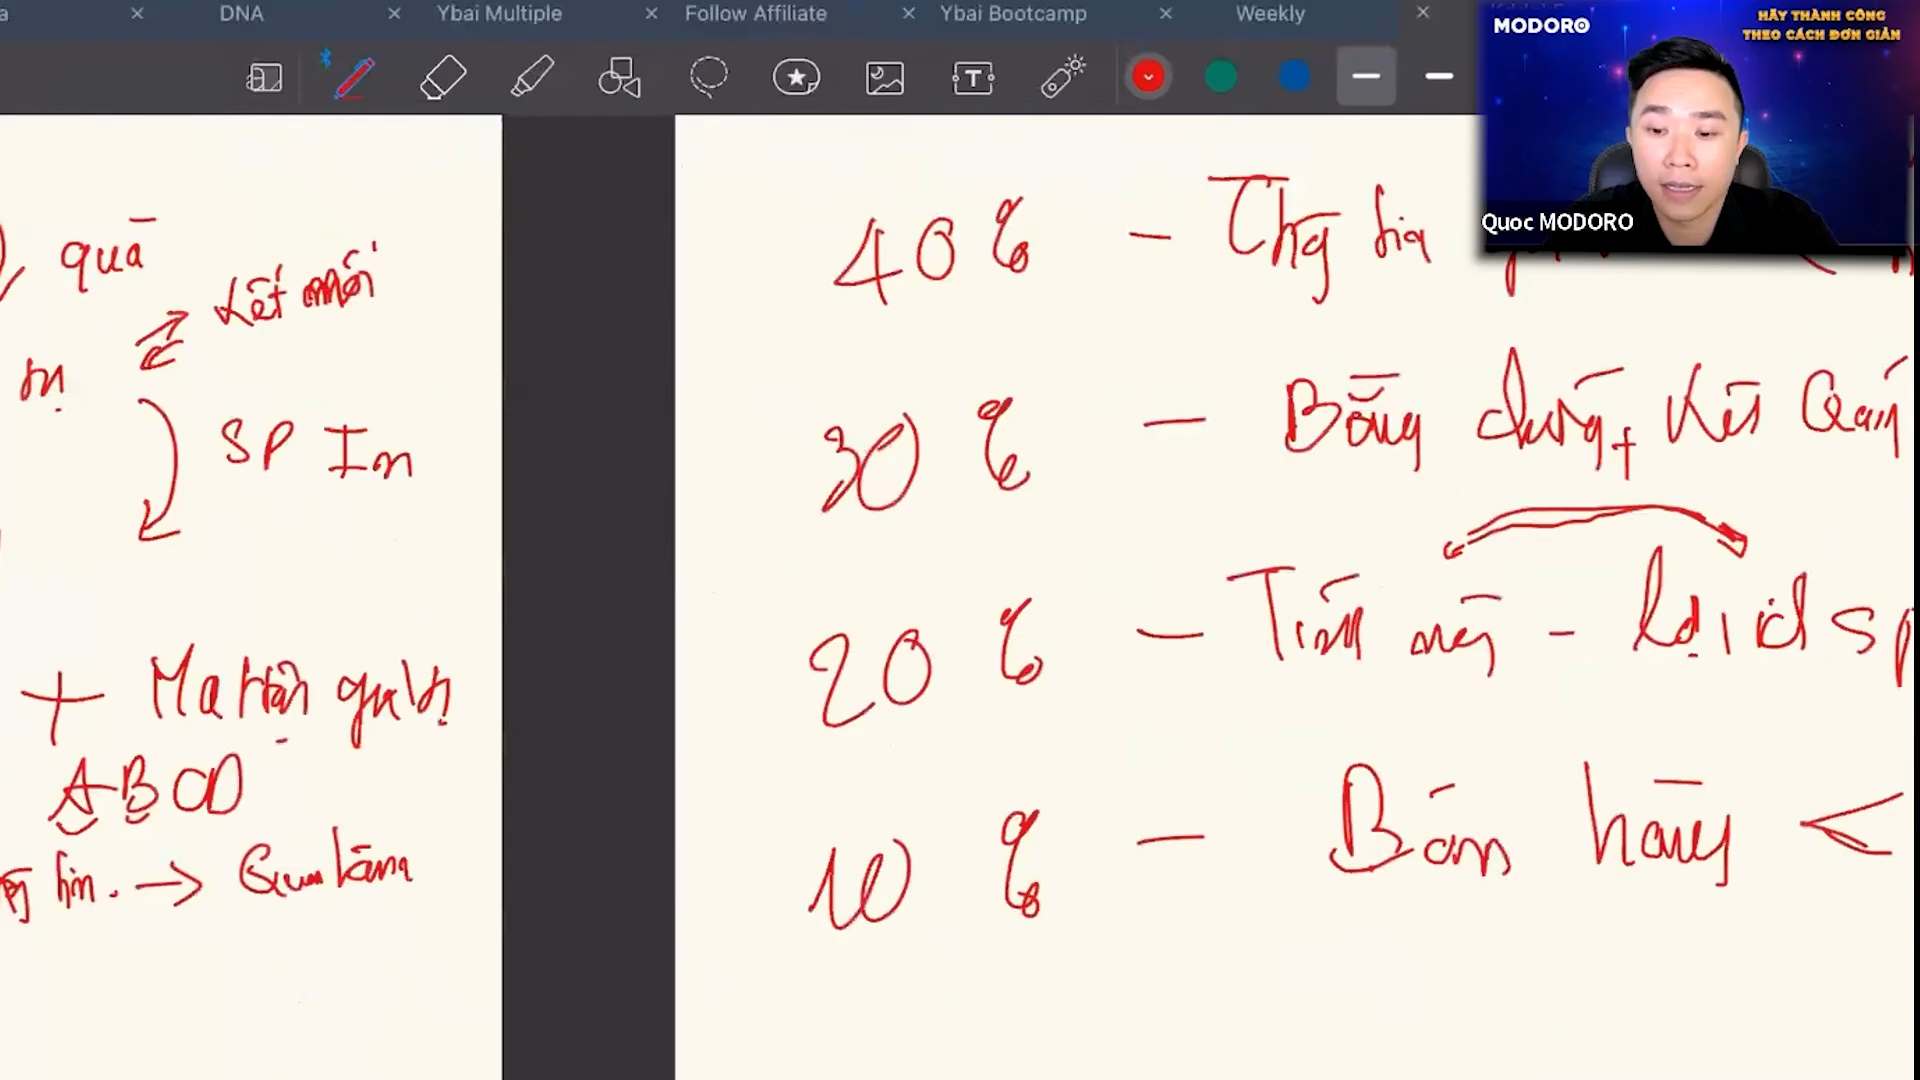 a DNA Ybai Multiple Follow Affiliate Ybai Bootcamp Weekly
MODORO
HÃY THÀNH CÔNG
THEO CÁCH ĐƠN GIẢN
Quoc MODORO
quà
kết nối
SP In
+ Ma trận quà
ABCD
→ Quan tâm
40% -
30% - Bằng chứng + Kết Quả
20% - Tính năng - lợi ích SP
10% - Bán hàng <